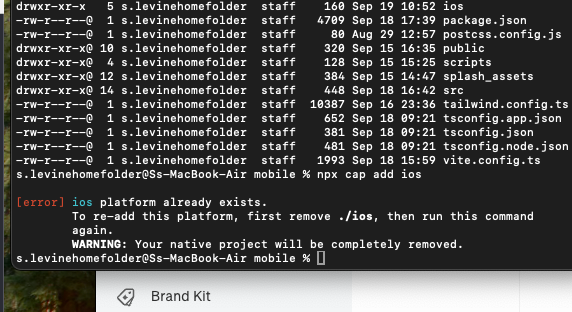 drwxr-xr-x   5 s.levinehomefolder  staff    160 Sep 19 10:52 ios
-rw-r--r--@  1 s.levinehomefolder  staff   4709 Sep 18 17:39 package.json
-rw-r--r--   1 s.levinehomefolder  staff     80 Aug 29 12:57 postcss.config.js
drwxr-xr-x@ 10 s.levinehomefolder  staff    320 Sep 15 16:35 public
drwxr-xr-x@  4 s.levinehomefolder  staff    128 Sep 15 15:25 scripts
drwxr-xr-x@ 12 s.levinehomefolder  staff    384 Sep 15 14:47 splash_assets
drwxr-xr-x@ 14 s.levinehomefolder  staff    448 Sep 18 16:42 src
-rw-r--r--@  1 s.levinehomefolder  staff  10387 Sep 16 23:36 tailwind.config.ts
-rw-r--r--@  1 s.levinehomefolder  staff    652 Sep 18 09:21 tsconfig.app.json
-rw-r--r--@  1 s.levinehomefolder  staff    381 Sep 18 09:21 tsconfig.json
-rw-r--r--@  1 s.levinehomefolder  staff    481 Sep 18 09:21 tsconfig.node.json
-rw-r--r--@  1 s.levinehomefolder  staff   1993 Sep 18 15:59 vite.config.ts
s.levinehomefolder@Ss-MacBook-Air mobile % npx cap add ios
[error] ios platform already exists.
To re-add this platform, first remove ./ios, then run this command
again.
WARNING: Your native project will be completely removed.
s.levinehomefolder@Ss-MacBook-Air mobile %
Brand Kit